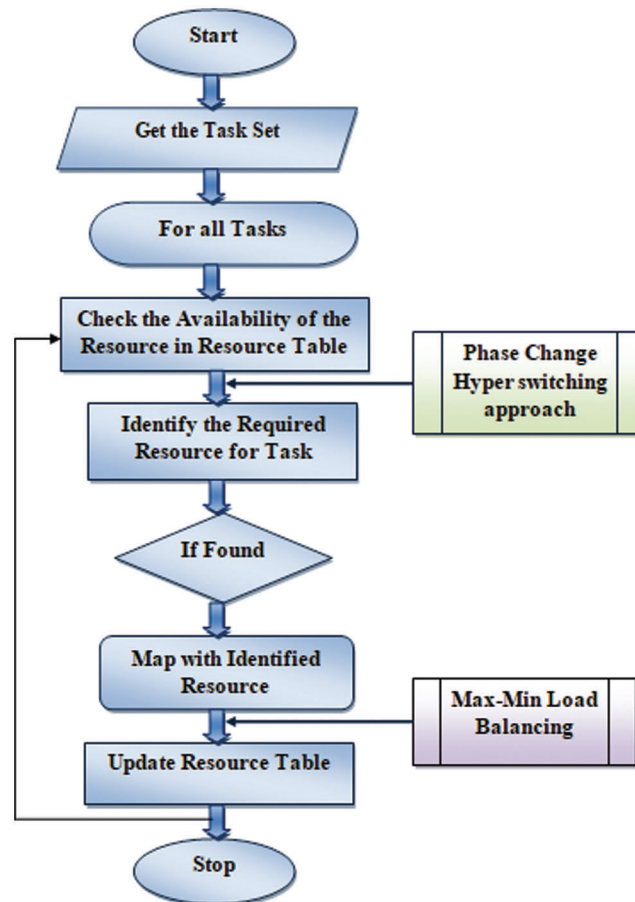 Start
Get the Task Set
For all Tasks
Check the Availability of the
Resource in Resource Table
Phase Change
Hyper switching
approach
Identify the Required
Resource for Task
If Found
Map with Identified
Resource
Max-Min Load
Balancing
Update Resource Table
Stop